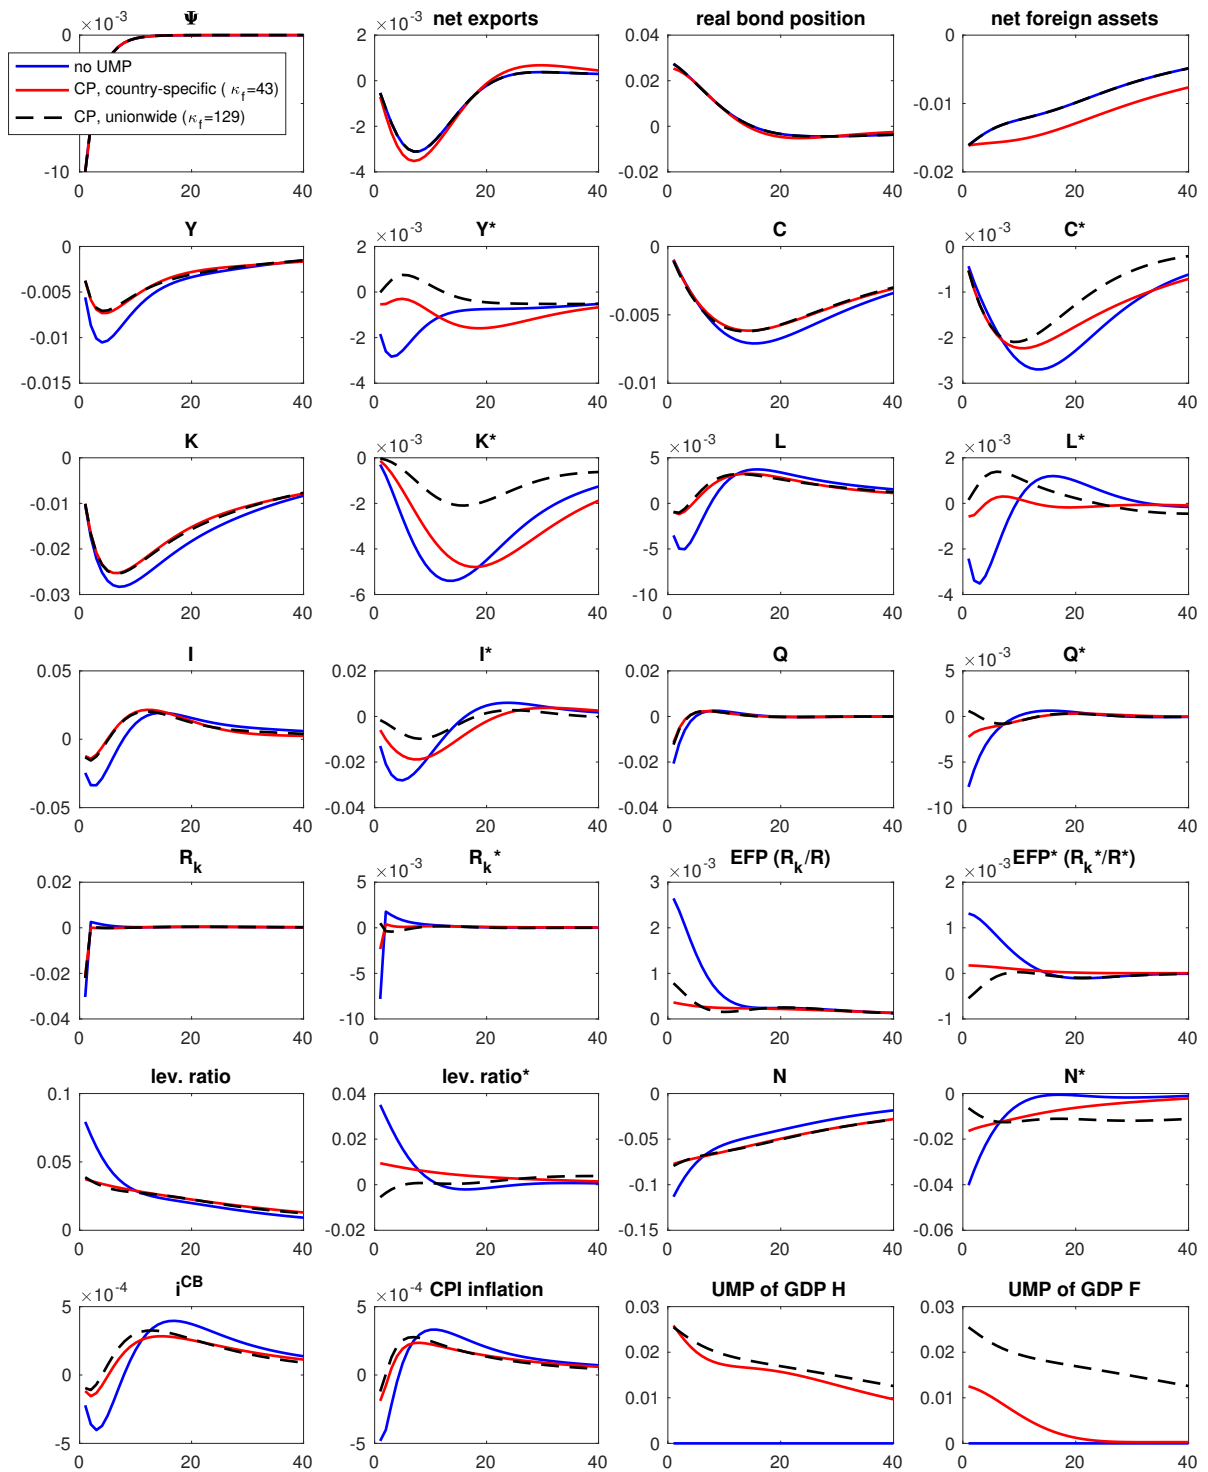 Ψ net exports real bond position net foreign assets
×10⁻³ ×10⁻³
0 2 0.04 0
no UMP
CP, country-specific ( κ_f=43)
CP, unionwide (κ_f=129)
0 0.02 -0.01
-2 0
-10 -4 -0.02 -0.02
0 20 40 0 20 40 0 20 40 0 20 40
Y Y* C C*
×10⁻³ ×10⁻³
0 2 0 0
-0.005 0 -0.005 -1
-0.01 -2 -2
-0.015 -4 -0.01 -3
0 20 40 0 20 40 0 20 40 0 20 40
K K* L L*
×10⁻³ ×10⁻³ ×10⁻³
0 0 5 2
-0.01 -2 0 0
-0.02 -4 -5 -2
-0.03 -6 -10 -4
0 20 40 0 20 40 0 20 40 0 20 40
I I* Q Q*
×10⁻³
0.05 0.02 0.02 5
0 0 0 0
-0.02 -0.02 -5
-0.05 -0.04 -0.04 -10
0 20 40 0 20 40 0 20 40 0 20 40
R_k R_k* EFP (R_k/R) EFP* (R_k*/R*)
×10⁻³ ×10⁻³ ×10⁻³
0.02 5 3 2
0 0 2 1
-0.02 -5 1 0
-0.04 -10 0 -1
0 20 40 0 20 40 0 20 40 0 20 40
lev. ratio lev. ratio* N N*
0.1 0.04 0 0
0.05 0.02 -0.05 -0.02
0 -0.1 -0.04
0 -0.02 -0.15 -0.06
0 20 40 0 20 40 0 20 40 0 20 40
i^CB CPI inflation UMP of GDP H UMP of GDP F
×10⁻⁴ ×10⁻⁴
5 5 0.03 0.03
0 0 0.02 0.02
0.01 0.01
-5 -5 0 0
0 20 40 0 20 40 0 20 40 0 20 40